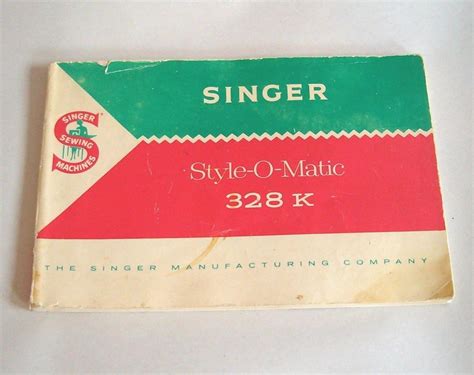 SINGER
SINGER
SEWING
MACHINES
Style-O-Matic
328 K
THE SINGER MANUFACTURING COMPANY